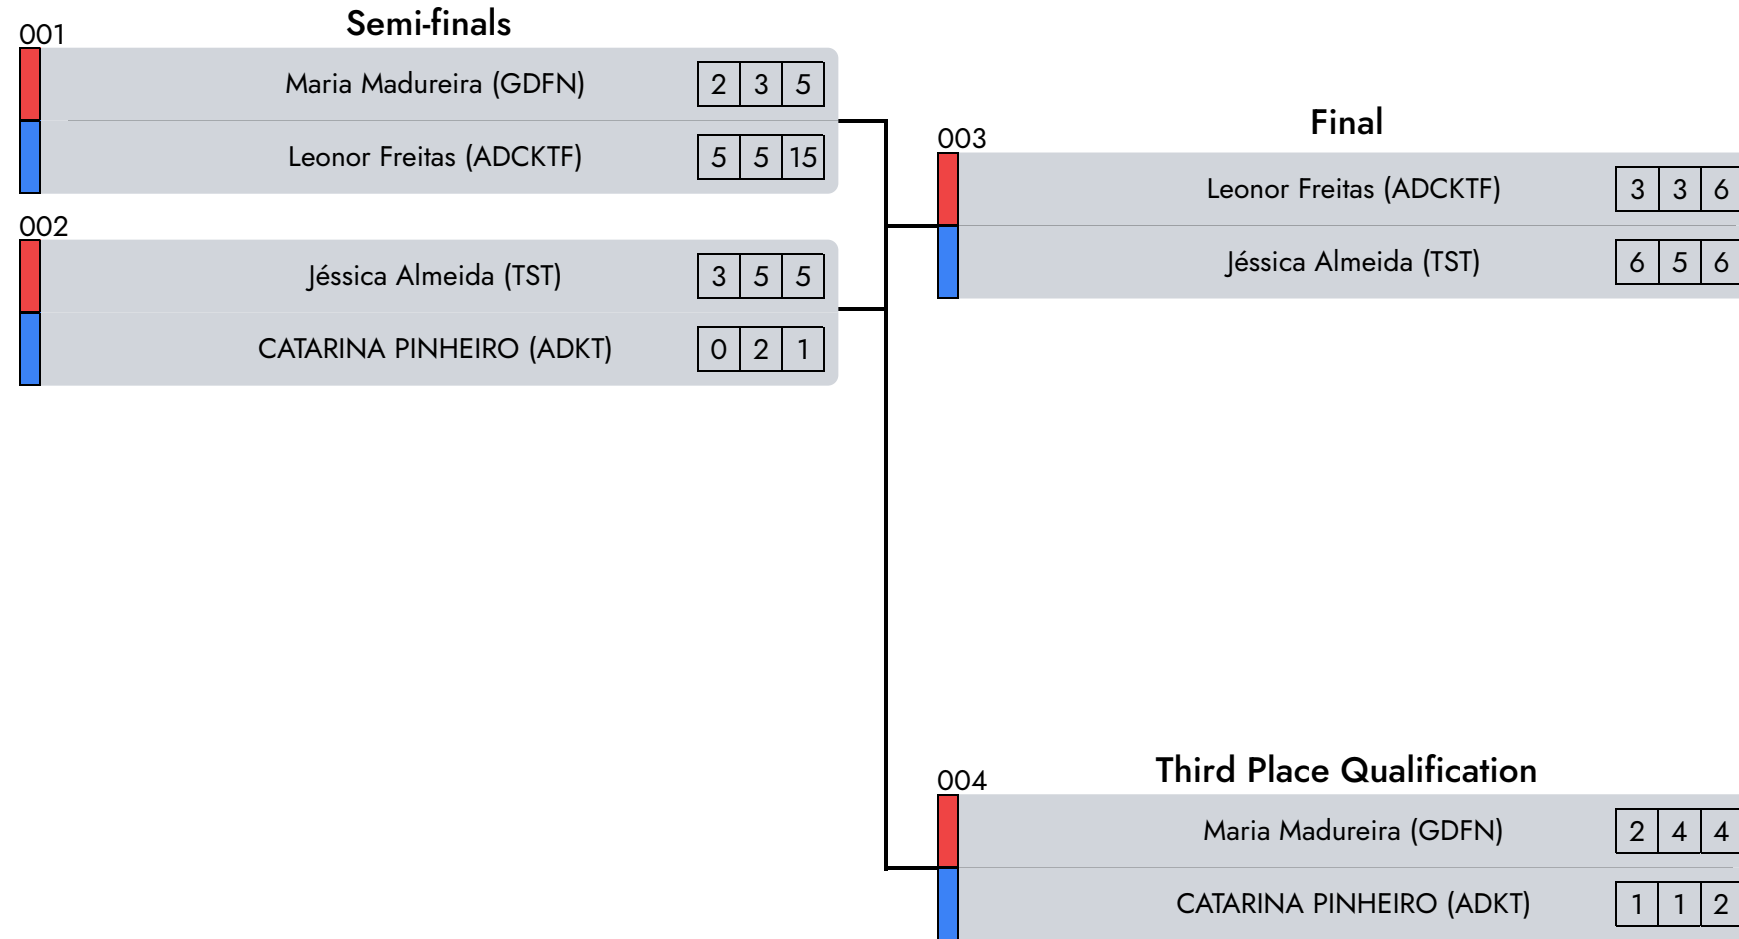 Semi-finals
001
Maria Madureira (GDFN) 2 3 5
Leonor Freitas (ADCKTF) 5 5 15
002
Jéssica Almeida (TST) 3 5 5
CATARINA PINHEIRO (ADKT) 0 2 1
Final
003
Leonor Freitas (ADCKTF) 3 3 6
Jéssica Almeida (TST) 6 5 6
Third Place Qualification
004
Maria Madureira (GDFN) 2 4 4
CATARINA PINHEIRO (ADKT) 1 1 2